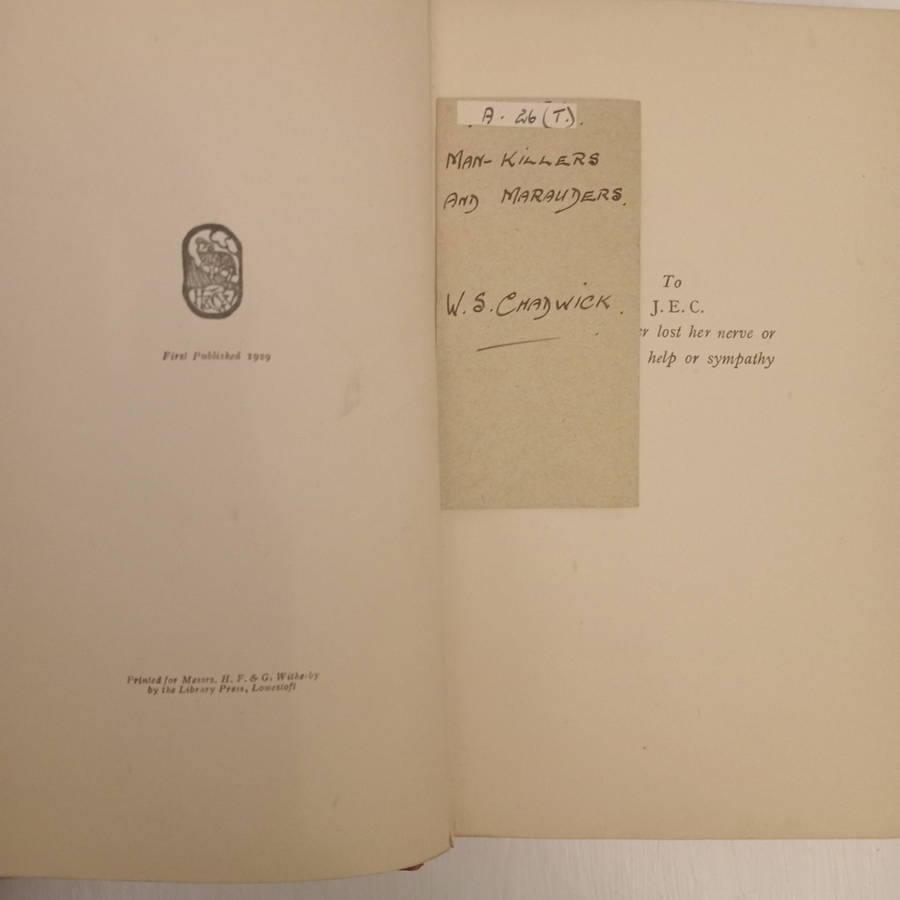 First Published 1929
Printed for Messrs. H. F. & G. Witherby
by the Library Press, Lowestoft
A. 26 (T.).
MAN-KILLERS
AND MARAUDERS.
W. S. CHADWICK.
To
J. E. C.
lost her nerve or
help or sympathy